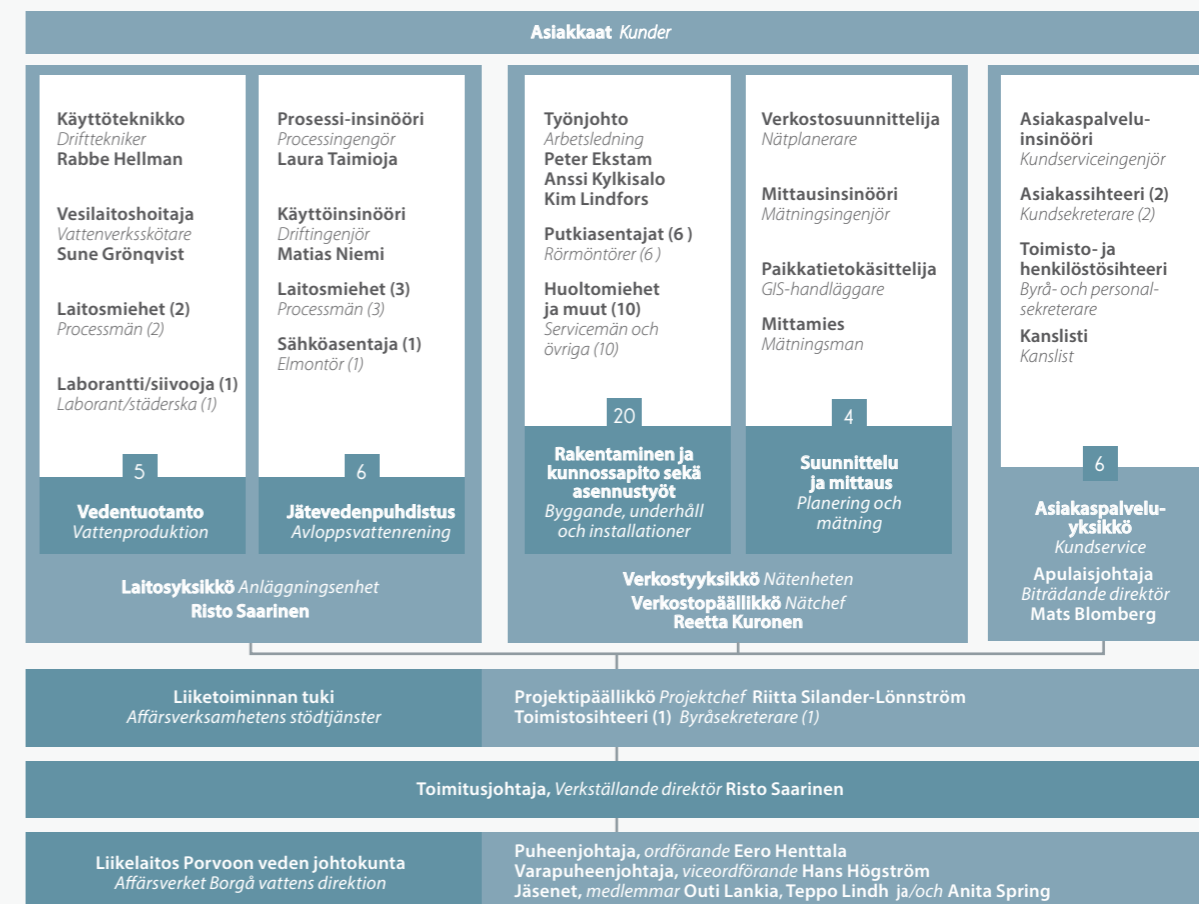 Asiakkaat Kunder
Käyttöteknikko
Drifttekniker
Rabbe Hellman
Vesilaitoshoitaja
Vattenverksskötare
Sune Grönqvist
Laitosmiehet (2)
Processmän (2)
Laborantti/siivooja (1)
Laborant/städerska (1)
5
Vedentuotanto
Vattenproduktion
Prosessi-insinööri
Processingengör
Laura Taimioja
Käyttöinsinööri
Driftingenjör
Matias Niemi
Laitosmiehet (3)
Processmän (3)
Sähköasentaja (1)
Elmontör (1)
6
Jätevedenpuhdistus
Avloppsvattenrening
Laitosyksikkö Anläggningsenhet
Risto Saarinen
Työnjohto
Arbetsledning
Peter Ekstam
Anssi Kylkisalo
Kim Lindfors
Putkiasentajat (6 )
Rörmöntörer (6 )
Huoltomiehet
ja muut (10)
Servicemän och
övriga (10)
20
Rakentaminen ja
kunnossapito sekä
asennustyöt
Byggande, underhåll
och installationer
Verkostosuunnittelija
Nätplanerare
Mittausinsinööri
Mätningsingenjör
Paikkatietokäsittelija
GIS-handläggare
Mittamies
Mätningsman
4
Suunnittelu
ja mittaus
Planering och
mätning
Verkostyyksikkö Nätenheten
Verkostopäällikkö Nätchef
Reetta Kuronen
Asiakaspalvelu-
insinööri
Kundserviceingenjör
Asiakassihteeri (2)
Kundsekreterare (2)
Toimisto- ja
henkilöstösihteeri
Byrå- och personal-
sekreterare
Kanslisti
Kanslist
6
Asiakaspalvelu-
yksikkö
Kundservice
Apulaisjohtaja
Biträdande direktör
Mats Blomberg
Liiketoiminnan tuki
Affärsverksamhetens stödtjänster
Projektipäällikkö Projektchef Riitta Silander-Lönnström
Toimistosihteeri (1) Byråsekreterare (1)
Toimitusjohtaja, Verkställande direktör Risto Saarinen
Liikelaitos Porvoon veden johtokunta
Affärsverket Borgå vattens direktion
Puheenjohtaja, ordförande Eero Henttala
Varapuheenjohtaja, viceordförande Hans Högström
Jäsenet, medlemmar Outi Lankia, Teppo Lindh ja/och Anita Spring